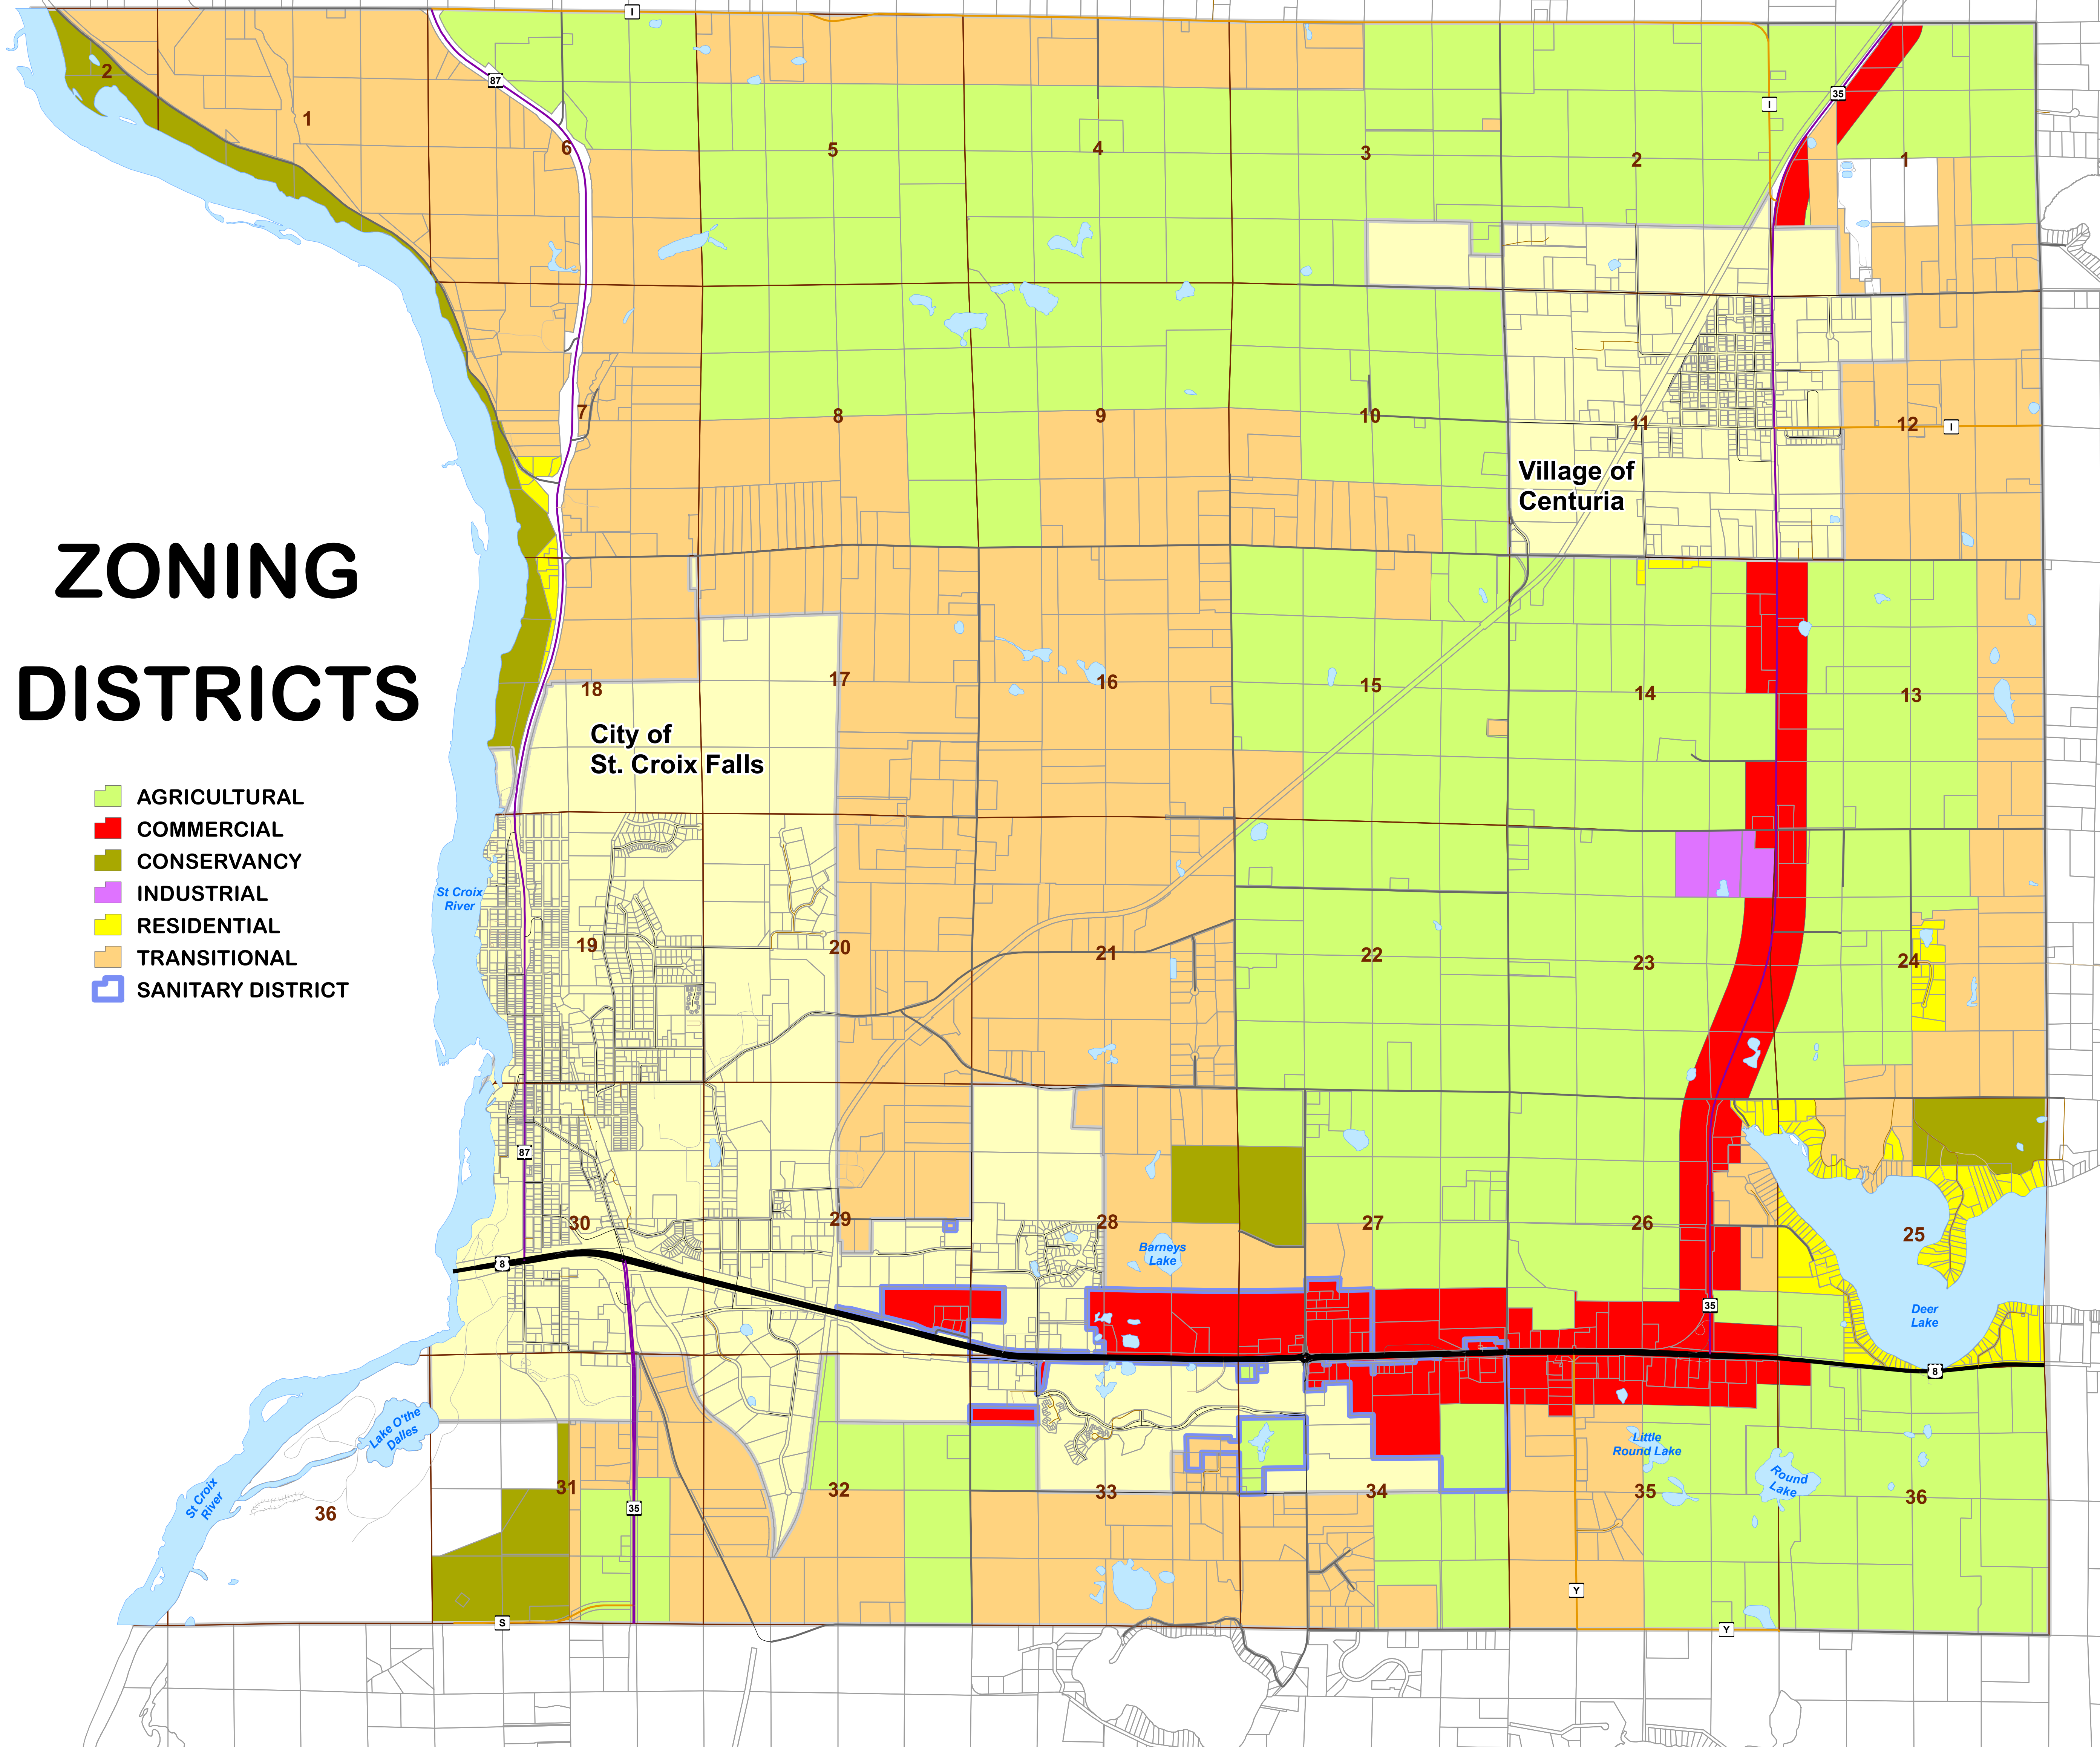 I
2
87
35
I
1
6
5
4
3
2
1
7
8
9
10
11
12
I
Village of
Centuria
ZONING
DISTRICTS
18
17
16
15
14
13
City of
St. Croix Falls
AGRICULTURAL
COMMERCIAL
CONSERVANCY
INDUSTRIAL
RESIDENTIAL
TRANSITIONAL
SANITARY DISTRICT
St Croix
River
19
20
21
22
23
24
87
30
29
28
27
26
25
Barneys
Lake
8
35
Deer
Lake
8
Lake O'the
Dalles
Little
Round Lake
Round
Lake
St Croix
River
36
31
35
32
33
34
35
36
Y
S
Y